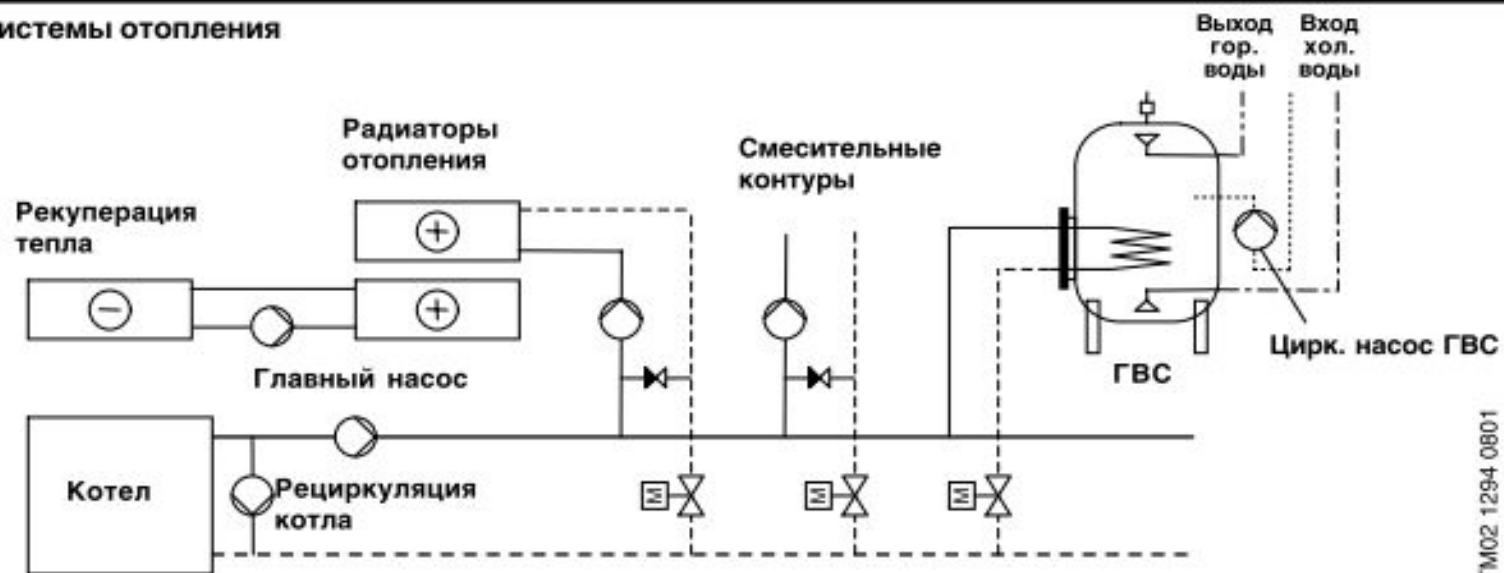 истемы отопления
Выход
гор.
воды
Вход
хол.
воды
Радиаторы
отопления
Смесительные
контуры
Рекуперация
тепла
Главный насос
Цирк. насос ГВС
ГВС
Котел
Рециркуляция
котла
M
M
M
TM02 1294 0801